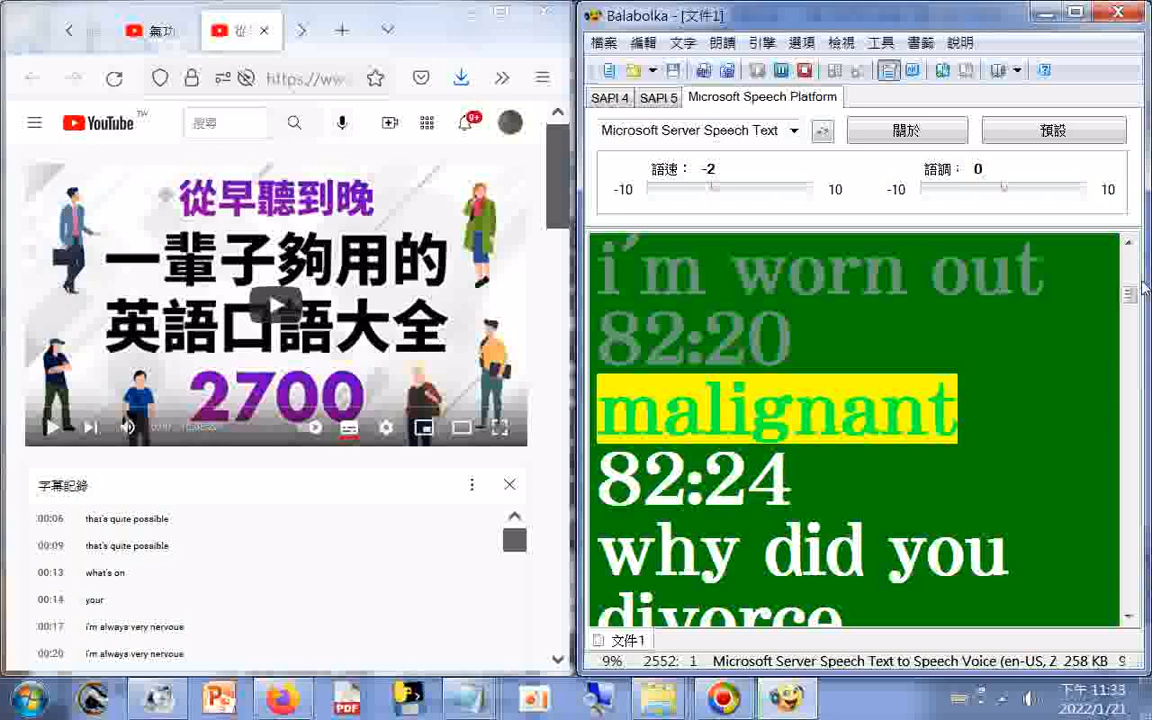 氣功
從
https://www
YouTube TW
搜尋
9+
從早聽到晚
一輩子夠用的
英語口語大全
2700
字幕記錄
00:06 that's quite possible
00:09 that's quite possible
00:13 what's on
00:14 your
00:17 i'm always very nervous
00:20 i'm always very nervous
Balabolka - [文件1]
檔案 編輯 文字 朗讀 引擎 選項 檢視 工具 書籤 說明
SAPI 4 SAPI 5 Microsoft Speech Platform
Microsoft Server Speech Text 關於 預設
語速： -2 語調： 0
-10 10 -10 10
i´m worn out
82:20
malignant
82:24
why did you
divorce
文件1
9% 2552: 1 Microsoft Server Speech Text to Speech Voice (en-US, Z 258 KB 9
PDF
下午 11:33
2022/1/21